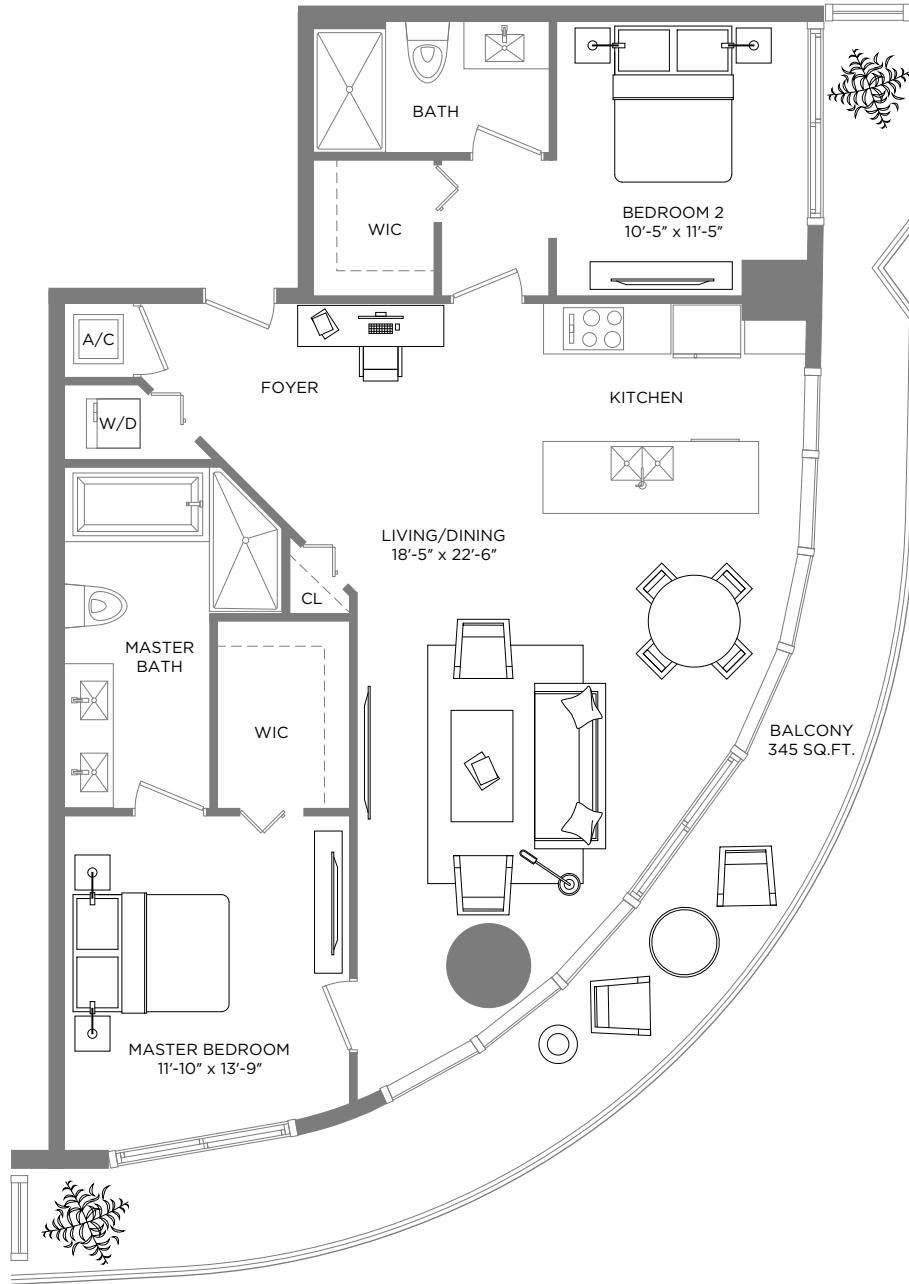 BATH
WIC
BEDROOM 2
10'-5" x 11'-5"
A/C
FOYER
KITCHEN
W/D
LIVING/DINING
18'-5" x 22'-6"
CL
MASTER
BATH
WIC
BALCONY
345 SQ.FT.
MASTER BEDROOM
11'-10" x 13'-9"